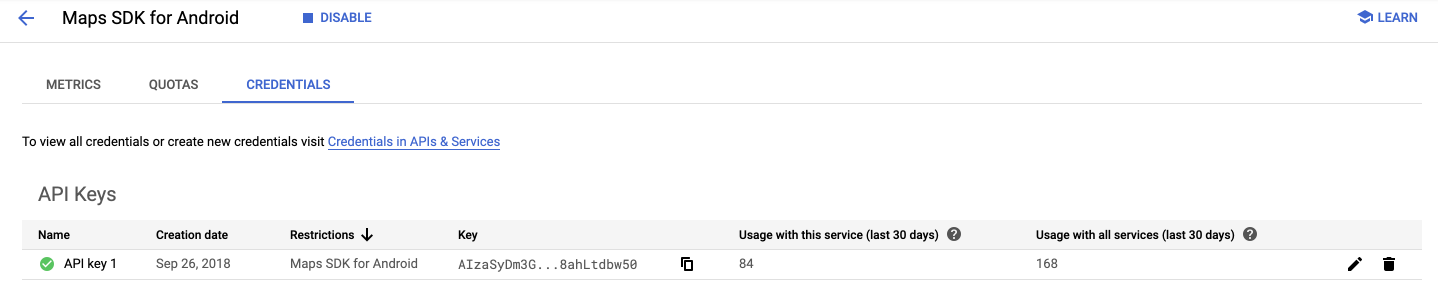 Maps SDK for Android DISABLE LEARN
METRICS QUOTAS CREDENTIALS
To view all credentials or create new credentials visit Credentials in APIs & Services
API Keys
Name Creation date Restrictions Key Usage with this service (last 30 days) ? Usage with all services (last 30 days) ?
API key 1 Sep 26, 2018 Maps SDK for Android AIzaSyDm3G...8ahLtdbw50 84 168